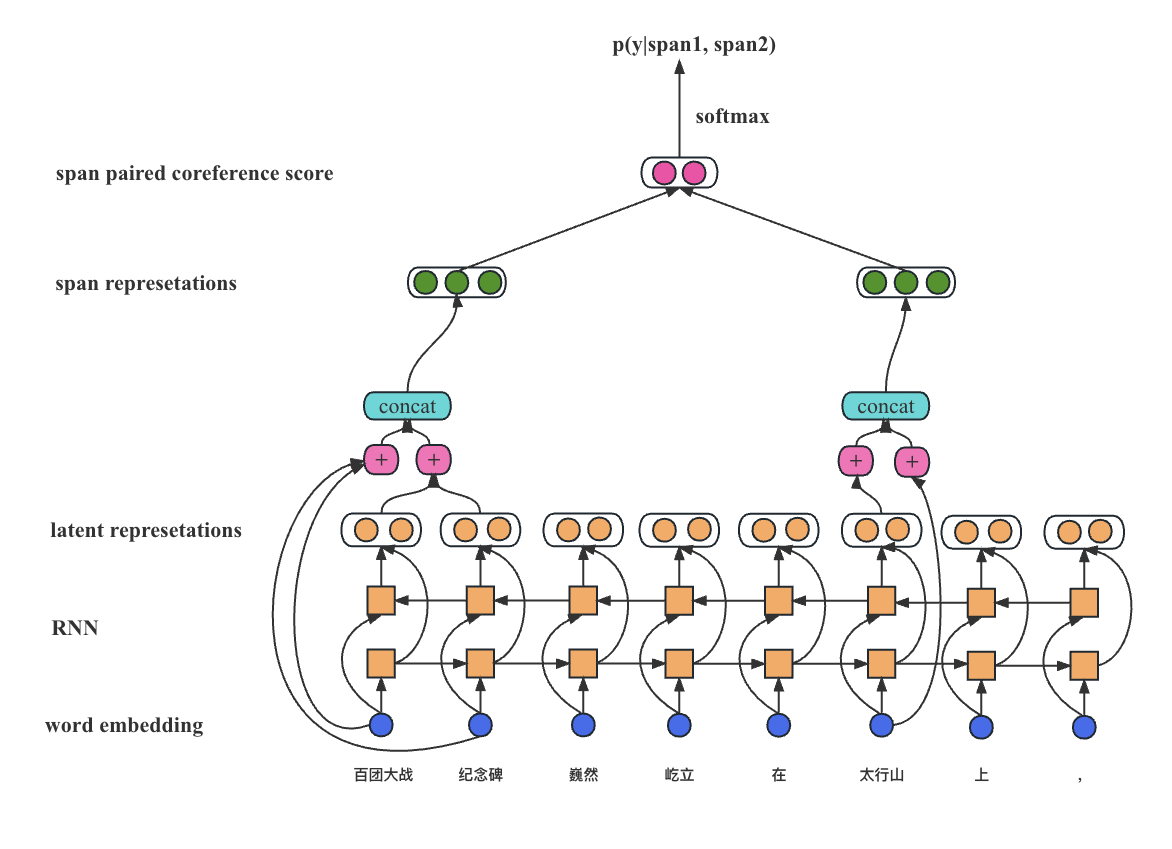 p(y|span1, span2)
softmax
span paired coreference score
span represetations
concat concat
+ + + +
latent represetations
RNN
word embedding
百团大战 纪念碑 巍然 屹立 在 太行山 上 ，